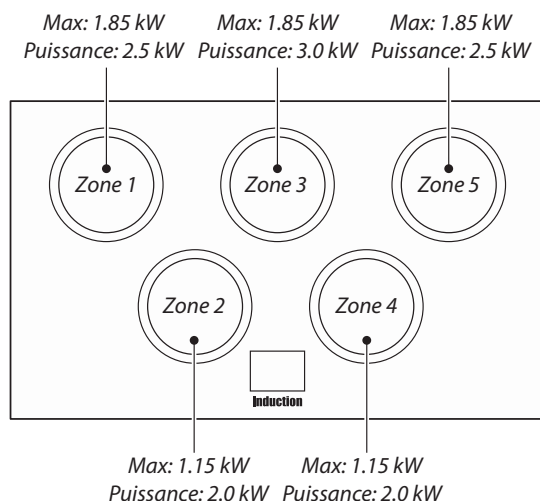 Max: 1.85 kW
Puissance: 2.5 kW
Max: 1.85 kW
Puissance: 3.0 kW
Max: 1.85 kW
Puissance: 2.5 kW
Zone 1
Zone 3
Zone 5
Zone 2
Zone 4
Induction
Max: 1.15 kW
Puissance: 2.0 kW
Max: 1.15 kW
Puissance: 2.0 kW